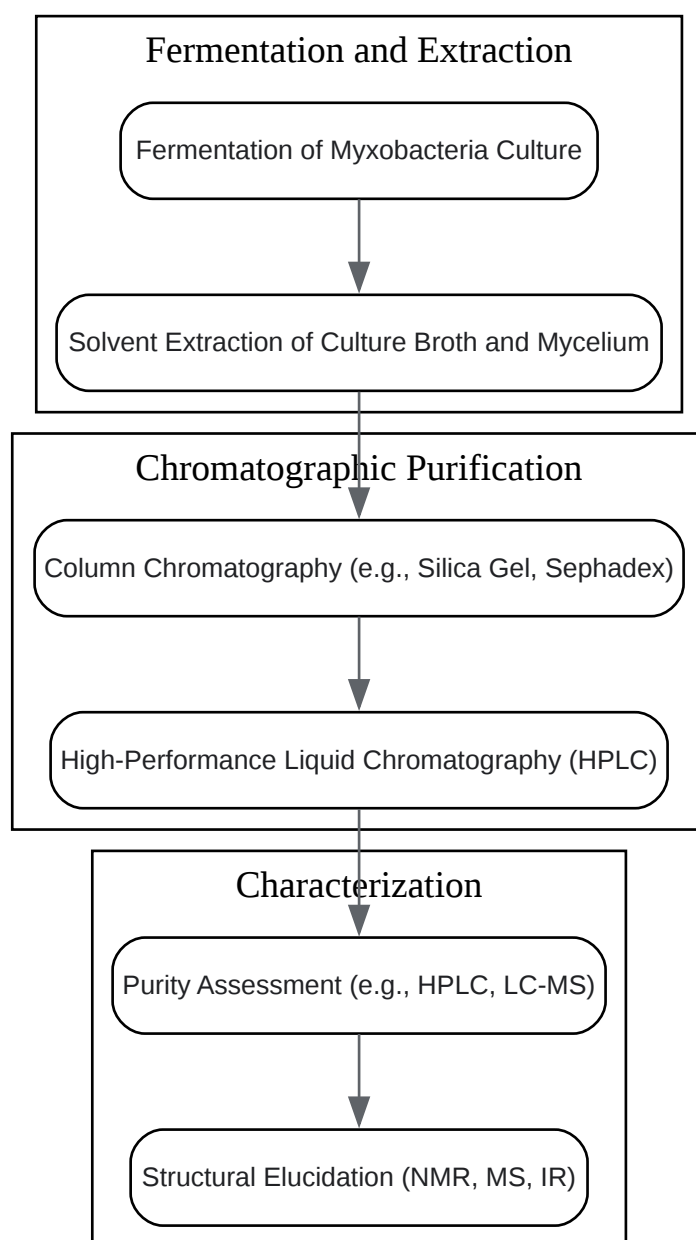 Fermentation and Extraction
Fermentation of Myxobacteria Culture
Solvent Extraction of Culture Broth and Mycelium
Chromatographic Purification
Column Chromatography (e.g., Silica Gel, Sephadex)
High-Performance Liquid Chromatography (HPLC)
Characterization
Purity Assessment (e.g., HPLC, LC-MS)
Structural Elucidation (NMR, MS, IR)